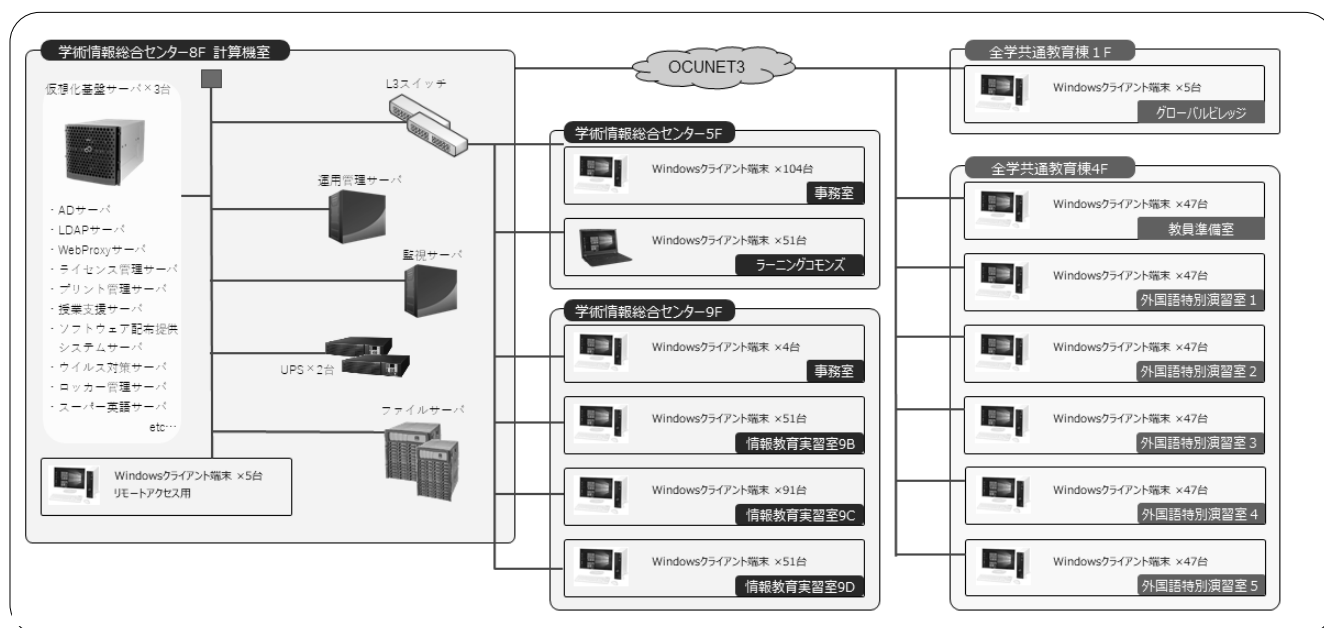 学術情報総合センター8F 計算機室
仮想化基盤サーバ×3台
・ADサーバ
・LDAPサーバ
・WebProxyサーバ
・ライセンス管理サーバ
・プリント管理サーバ
・授業支援サーバ
・ソフトウェア配布提供
システムサーバ
・ウイルス対策サーバ
・ロッカー管理サーバ
・スーパー英語サーバ
etc…
L3スイッチ
運用管理サーバ
監視サーバ
UPS×2台
ファイルサーバ
Windowsクライアント端末 ×5台
リモートアクセス用
OCUNET3
学術情報総合センター5F
Windowsクライアント端末 ×104台
事務室
Windowsクライアント端末 ×51台
ラーニングコモンズ
学術情報総合センター9F
Windowsクライアント端末 ×4台
事務室
Windowsクライアント端末 ×51台
情報教育実習室9B
Windowsクライアント端末 ×91台
情報教育実習室9C
Windowsクライアント端末 ×51台
情報教育実習室9D
全学共通教育棟1F
Windowsクライアント端末 ×5台
グローバルビレッジ
全学共通教育棟4F
Windowsクライアント端末 ×47台
教員準備室
Windowsクライアント端末 ×47台
外国語特別演習室1
Windowsクライアント端末 ×47台
外国語特別演習室2
Windowsクライアント端末 ×47台
外国語特別演習室3
Windowsクライアント端末 ×47台
外国語特別演習室4
Windowsクライアント端末 ×47台
外国語特別演習室5